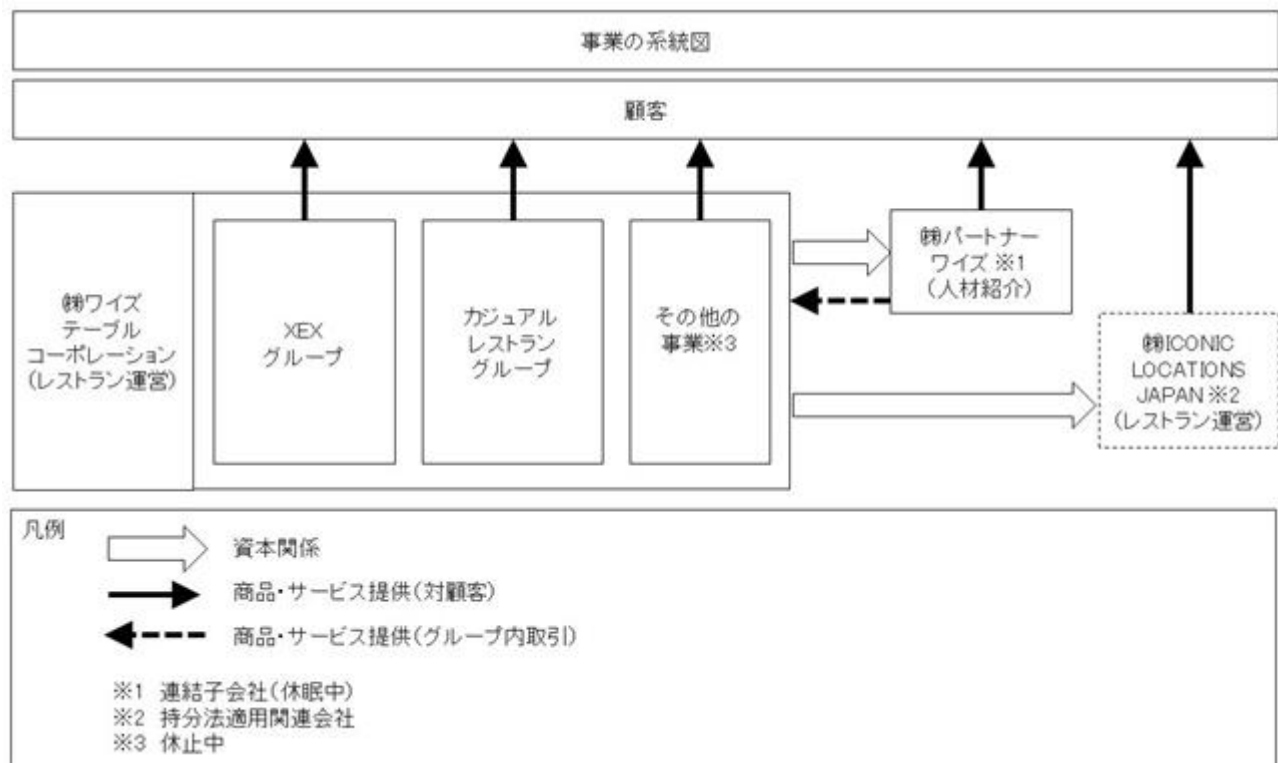 事業の系統図
顧客
㈱ワイズ
テーブル
コーポレーション
(レストラン運営)
XEX
グループ
カジュアル
レストラン
グループ
その他の
事業※3
㈱パートナー
ワイズ ※1
(人材紹介)
㈱ICONIC
LOCATIONS
JAPAN ※2
(レストラン運営)
凡例
資本関係
商品・サービス提供(対顧客)
商品・サービス提供(グループ内取引)
※1 連結子会社(休眠中)
※2 持分法適用関連会社
※3 休止中